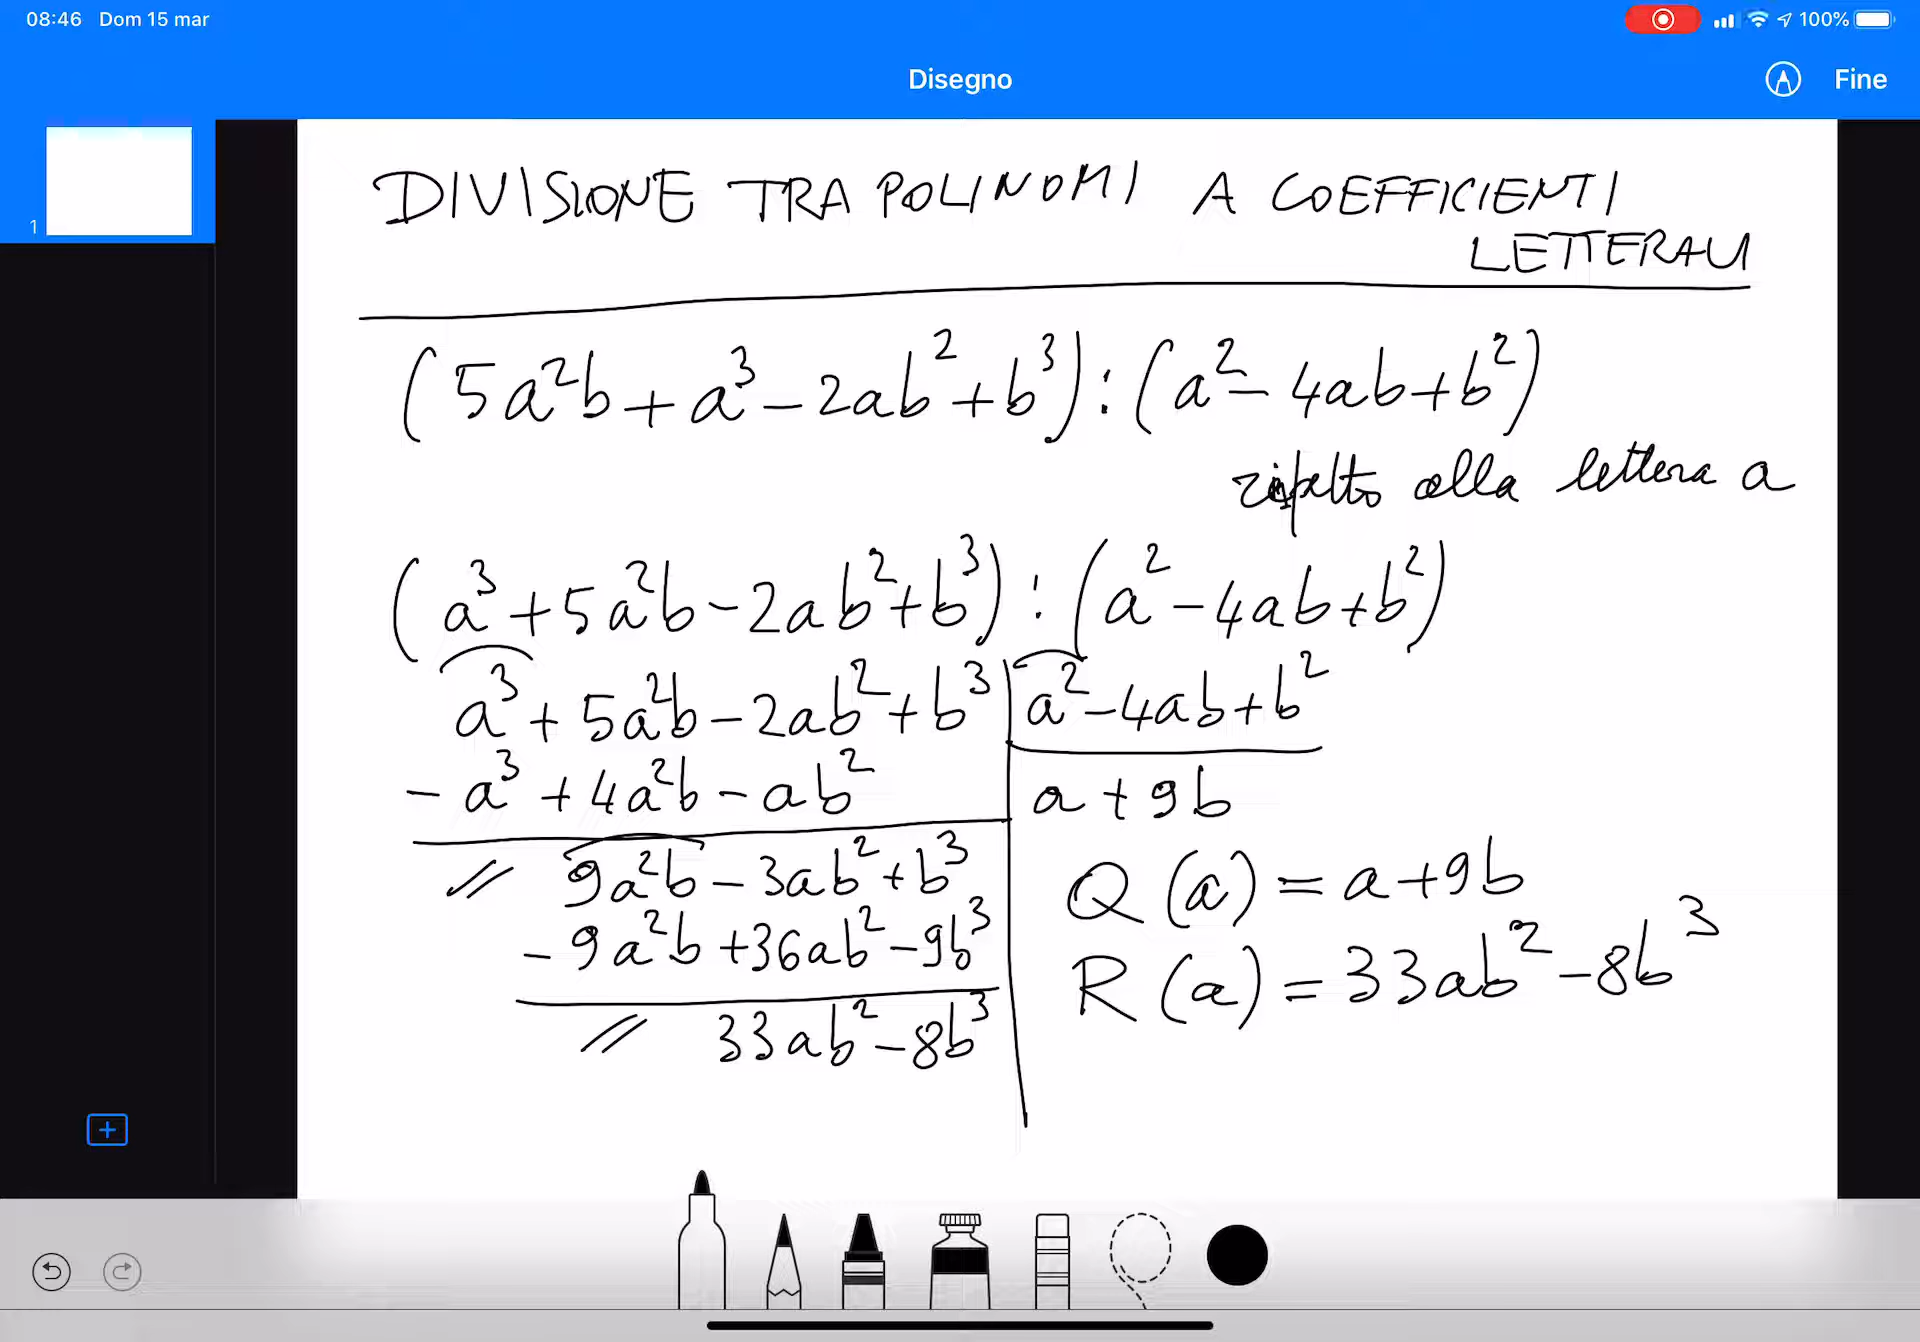 08:46 Dom 15 mar 100%
Disegno Fine
1
DIVISIONE TRA POLINOMI A COEFFICIENTI
LETTERALI
(5a²b + a³ - 2ab² + b³) : (a² - 4ab + b²)
rispetto alla lettera a
(a³ + 5a²b - 2ab² + b³) : (a² - 4ab + b²)
a³ + 5a²b - 2ab² + b³ | a² - 4ab + b²
- a³ + 4a²b - ab² | a + 9b
// 9a²b - 3ab² + b³ | Q(a) = a + 9b
- 9a²b + 36ab² - 9b³ | R(a) = 33ab² - 8b³
// 33ab² - 8b³